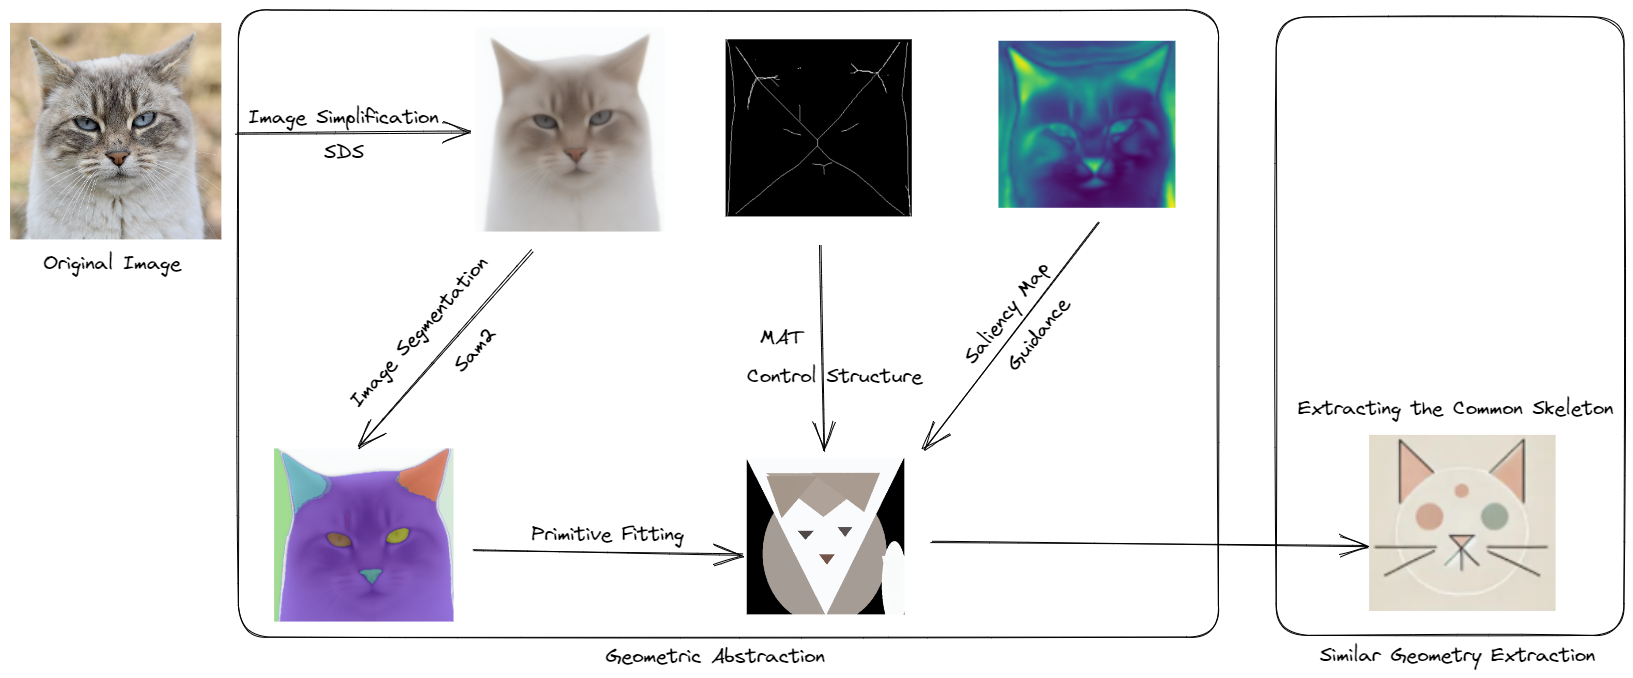 Original Image
Image Simplification
SDS
Image Segmentation
Sam2
MAT
Control Structure
Saliency Map
Guidance
Primitive Fitting
Geometric Abstraction
Extracting the Common Skeleton
Similar Geometry Extraction